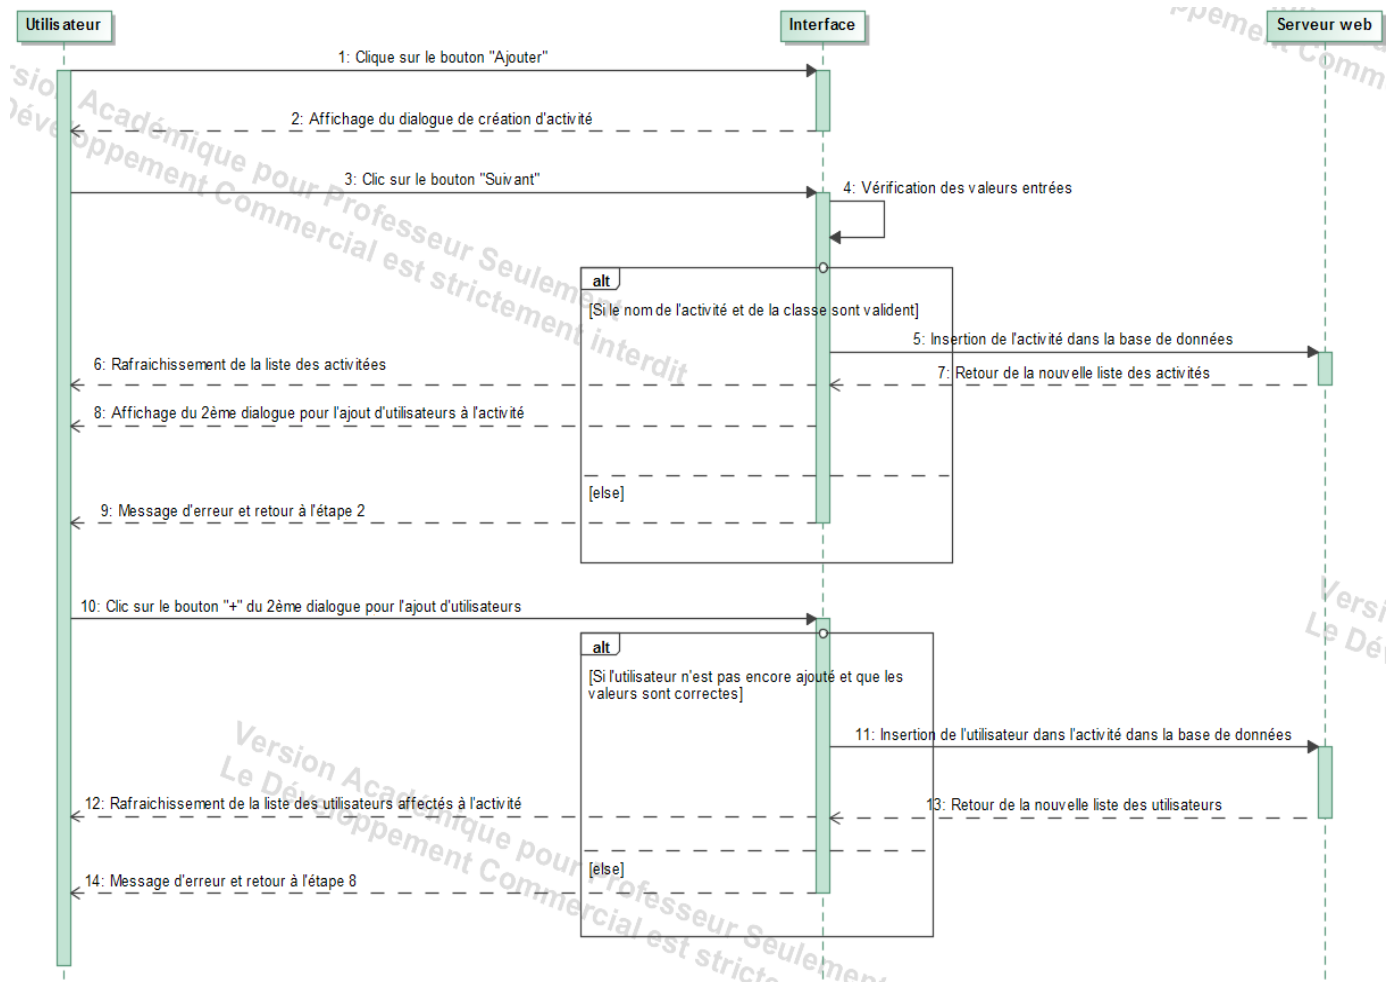 Utilisateur
Interface
Serveur web
1: Clique sur le bouton "Ajouter"
2: Affichage du dialogue de création d'activité
3: Clic sur le bouton "Suivant"
4: Vérification des valeurs entrées
alt
[Si le nom de l'activité et de la classe sont valident]
5: Insertion de l'activité dans la base de données
6: Rafraichissement de la liste des activitées
7: Retour de la nouvelle liste des activités
8: Affichage du 2ème dialogue pour l'ajout d'utilisateurs à l'activité
[else]
9: Message d'erreur et retour à l'étape 2
10: Clic sur le bouton "+" du 2ème dialogue pour l'ajout d'utilisateurs
alt
[Si l'utilisateur n'est pas encore ajouté et que les
valeurs sont correctes]
11: Insertion de l'utilisateur dans l'activité dans la base de données
12: Rafraichissement de la liste des utilisateurs affectés à l'activité
13: Retour de la nouvelle liste des utilisateurs
[else]
14: Message d'erreur et retour à l'étape 8
Version Académique pour Professeur Seulement
Le Développement Commercial est strictement interdit